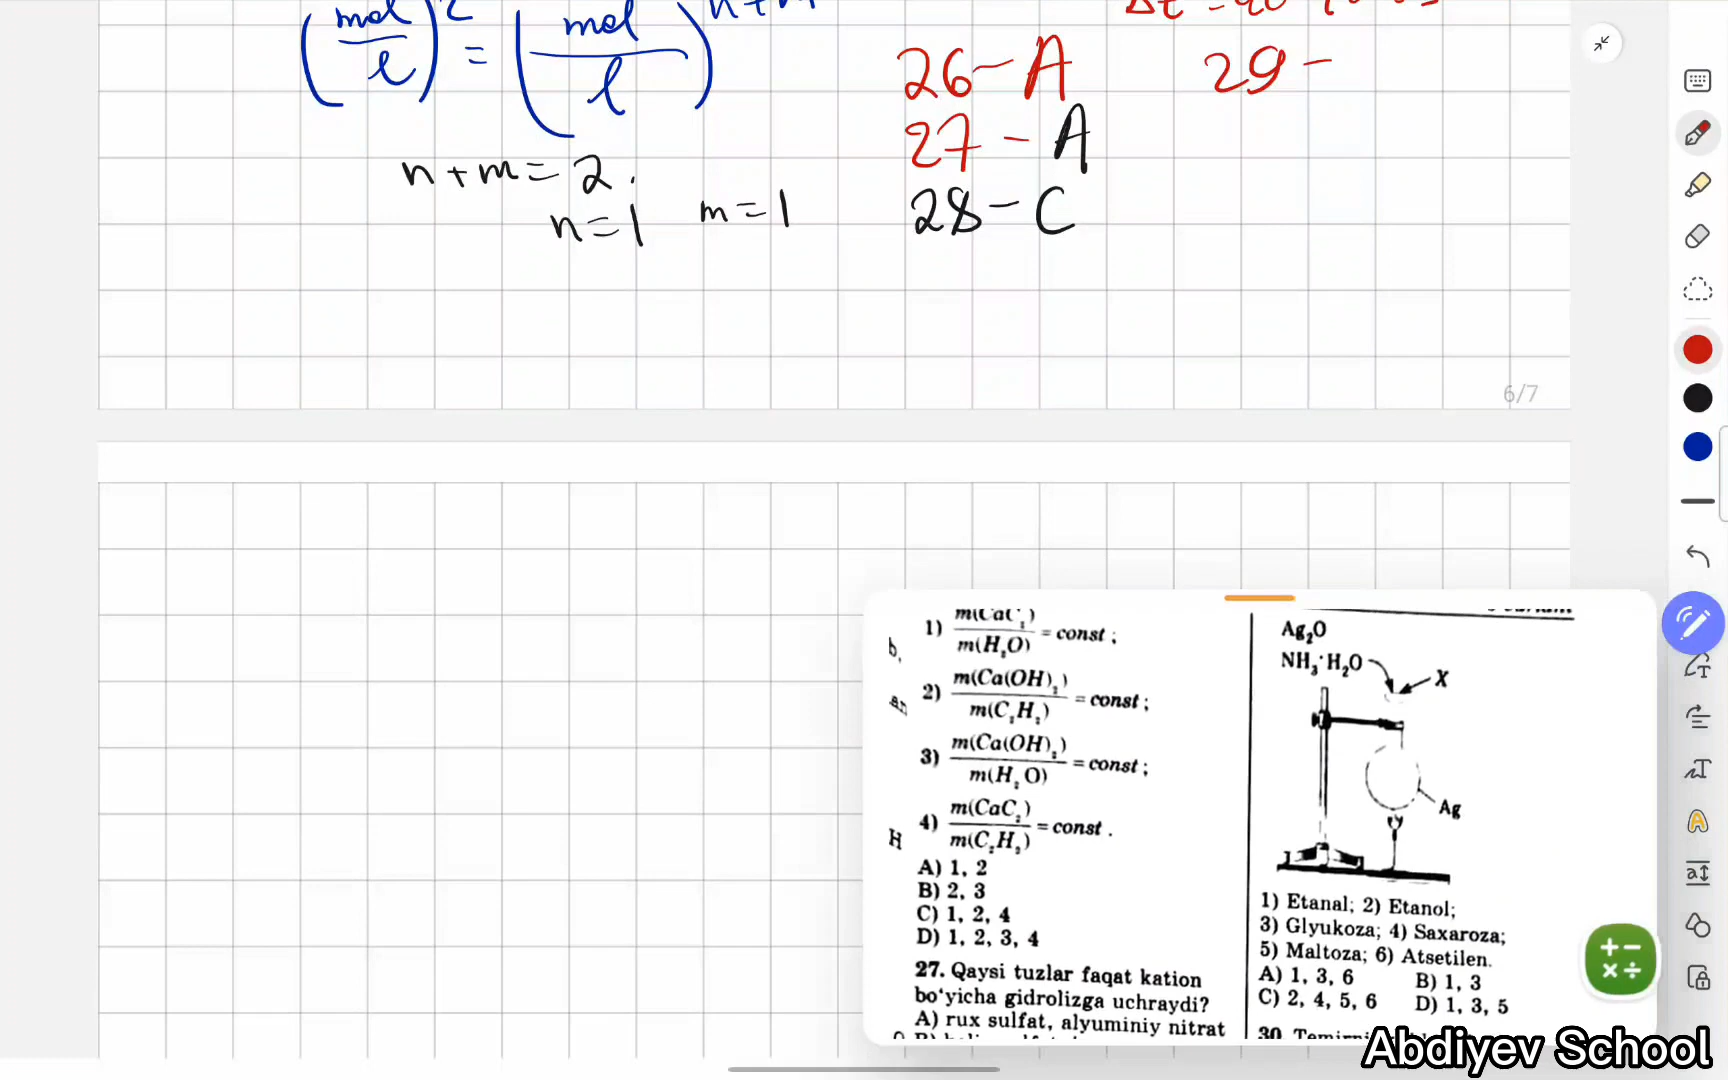 (mol/l)² = (mol/l)ⁿ⁺ᵐ
n+m=2.
n=1 m=1
26-A
27-A
28-C
29-
6/7
1) m(CaC₂)/m(H₂O) = const ;
2) m(Ca(OH)₂)/m(C₂H₂) = const ;
3) m(Ca(OH)₂)/m(H₂O) = const ;
4) m(CaC₂)/m(C₂H₂) = const .
A) 1, 2
B) 2, 3
C) 1, 2, 4
D) 1, 2, 3, 4
27. Qaysi tuzlar faqat kation
bo‘yicha gidrolizga uchraydi?
A) rux sulfat, alyuminiy nitrat
Ag₂O
NH₃·H₂O
X
Ag
1) Etanal; 2) Etanol;
3) Glyukoza; 4) Saxaroza;
5) Maltoza; 6) Atsetilen.
A) 1, 3, 6 B) 1, 3
C) 2, 4, 5, 6 D) 1, 3, 5
30.
Abdiyev School